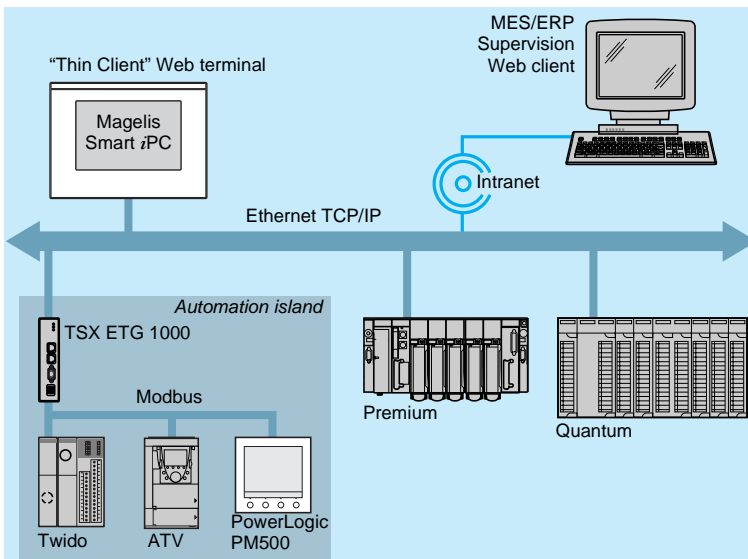 MES/ERP
Supervision
Web client
“Thin Client” Web terminal
Magelis
Smart iPC
Intranet
Ethernet TCP/IP
Automation island
TSX ETG 1000
Modbus
Premium
Quantum
Twido
ATV
PowerLogic
PM500